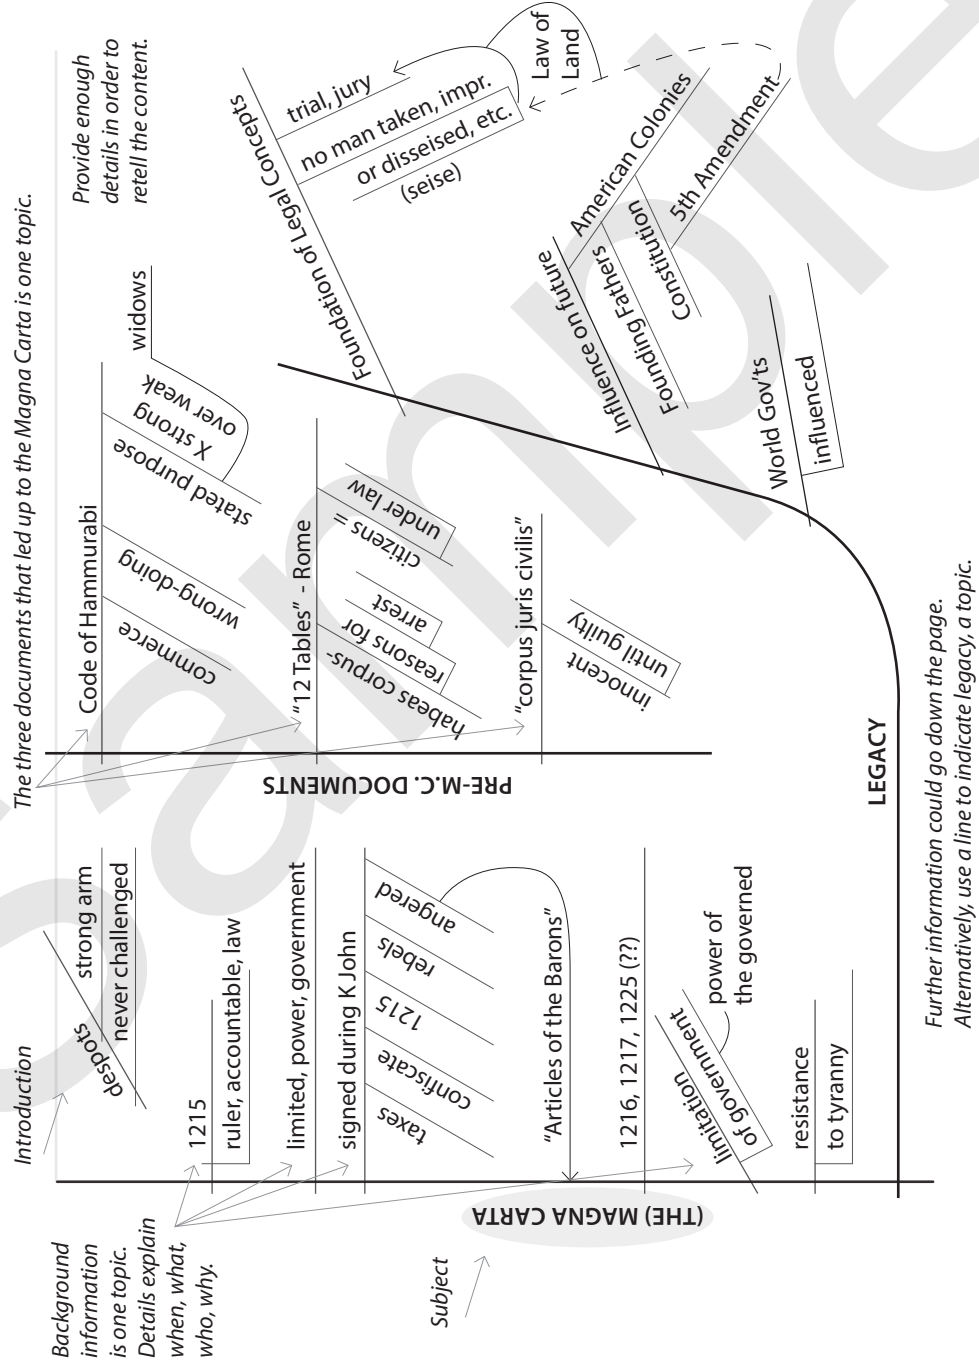 Introduction
despots
strong arm
never challenged
Background
information
is one topic.
Details explain
when, what,
who, why.
1215
ruler, accountable, law
limited, power, government
signed during K John
taxes
confiscate
1215
rebels
angered
"Articles of the Barons"
Subject
(THE) MAGNA CARTA
1216, 1217, 1225 (??)
limitation
of government
power of
the governed
resistance
to tyranny
The three documents that led up to the Magna Carta is one topic.
PRE-M.C. DOCUMENTS
Code of Hammurabi
commerce
wrong-doing
stated purpose
X strong
over weak
widows
"12 Tables" - Rome
habeas corpus-
reasons for
arrest
citizens =
under law
"corpus juris civilis"
innocent
until guilty
Provide enough
details in order to
retell the content.
LEGACY
Foundation of Legal Concepts
trial, jury
no man taken, impr.
or disseised, etc.
(seise)
Law of
Land
Influence on future
American Colonies
Founding Fathers
Constitution
5th Amendment
World Gov'ts
influenced
Further information could go down the page.
Alternatively, use a line to indicate legacy, a topic.
sample